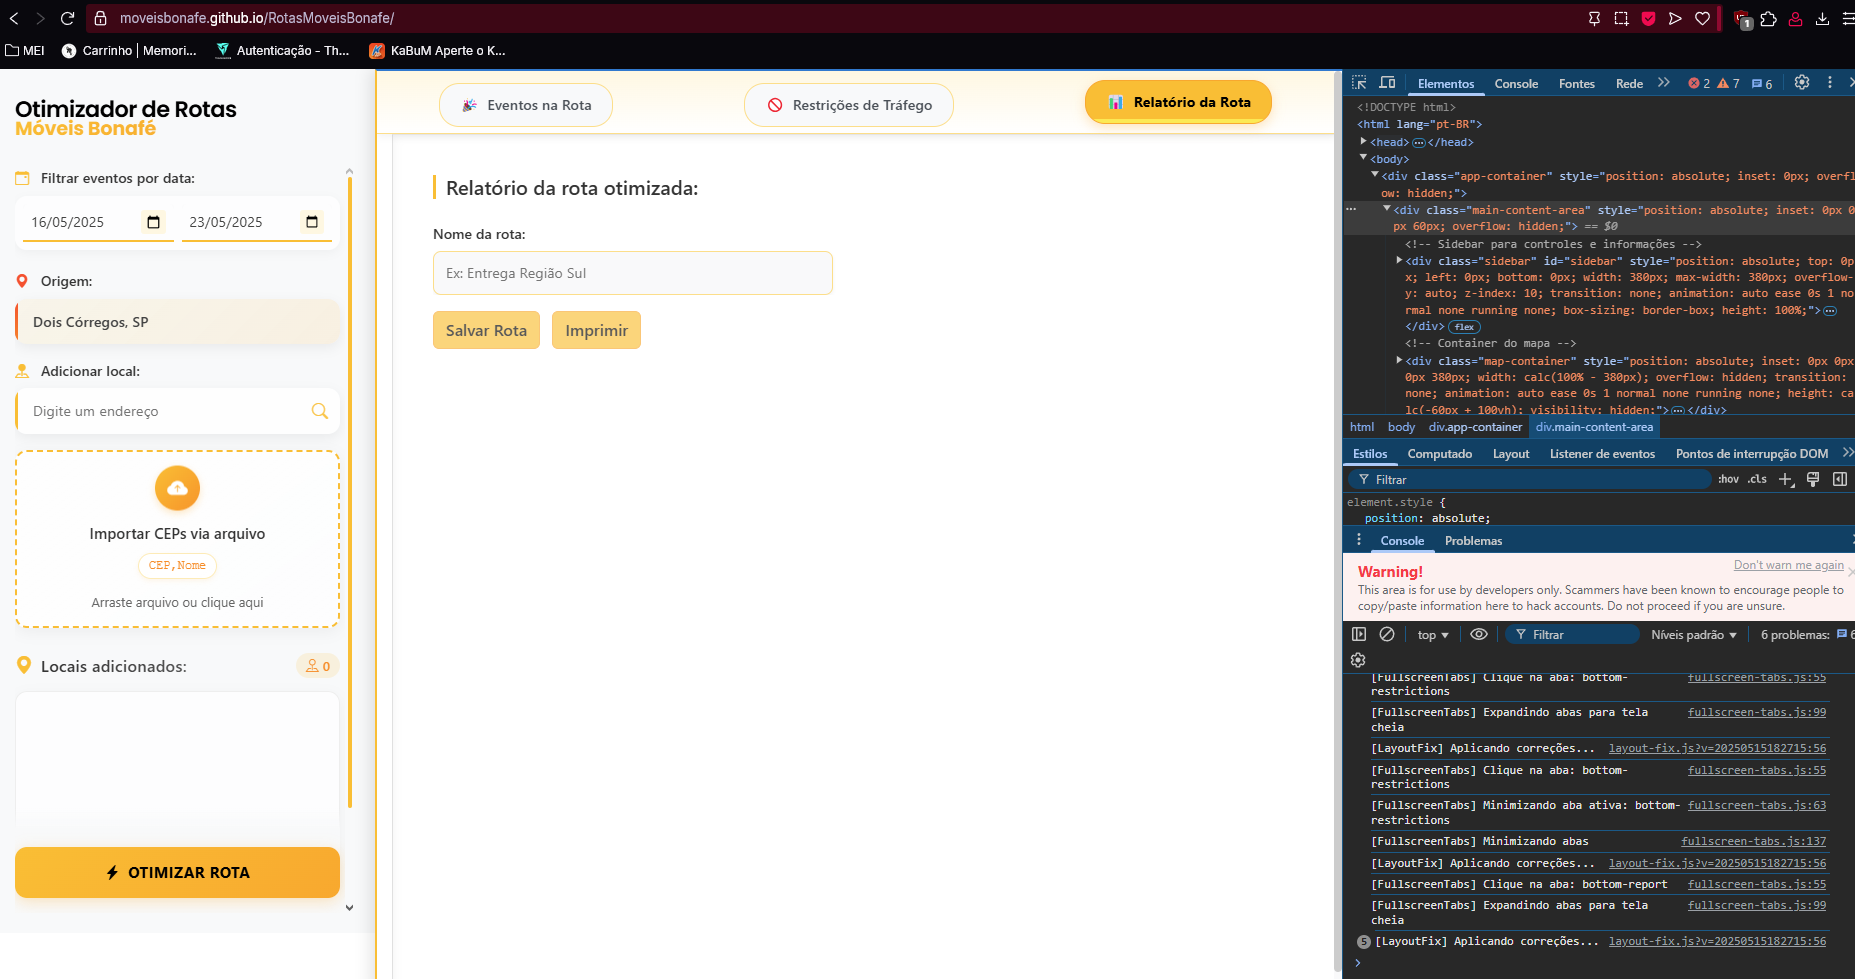 moveisbonafe.github.io/RotasMoveisBonafe/
1
MEI
Carrinho | Memori...
Autenticação - Th...
KaBuM Aperte o K...
Otimizador de Rotas
Móveis Bonafé
Filtrar eventos por data:
16/05/2025
23/05/2025
Origem:
Dois Córregos, SP
Adicionar local:
Digite um endereço
Importar CEPs via arquivo
CEP,Nome
Arraste arquivo ou clique aqui
Locais adicionados:
0
OTIMIZAR ROTA
Eventos na Rota
Restrições de Tráfego
Relatório da Rota
Relatório da rota otimizada:
Nome da rota:
Ex: Entrega Região Sul
Salvar Rota
Imprimir
Elementos
Console
Fontes
Rede
2
7
6
<!DOCTYPE html>
<html lang="pt-BR">
<head> </head>
<body>
<div class="app-container" style="position: absolute; inset: 0px; overfl
ow: hidden;">
<div class="main-content-area" style="position: absolute; inset: 0px 0
px 60px; overflow: hidden;"> == $0
<!-- Sidebar para controles e informações -->
<div class="sidebar" id="sidebar" style="position: absolute; top: 0p
x; left: 0px; bottom: 0px; width: 380px; max-width: 380px; overflow-
y: auto; z-index: 10; transition: none; animation: auto ease 0s 1 no
rmal none running none; box-sizing: border-box; height: 100%;">
</div> flex
<!-- Container do mapa -->
<div class="map-container" style="position: absolute; inset: 0px 0px
0px 380px; width: calc(100% - 380px); overflow: hidden; transition:
none; animation: auto ease 0s 1 normal none running none; height: ca
lc(-60px + 100vh); visibility: hidden;"> </div>
html
body
div.app-container
div.main-content-area
Estilos
Computado
Layout
Listener de eventos
Pontos de interrupção DOM
Filtrar
:hov
.cls
element.style {
position: absolute;
Console
Problemas
Don't warn me again
Warning!
This area is for use by developers only. Scammers have been known to encourage people to
copy/paste information here to hack accounts. Do not proceed if you are unsure.
top
Filtrar
Níveis padrão
6 problemas:
6
[FullscreenTabs] Clique na aba: bottom-restrictions
fullscreen-tabs.js:55
[FullscreenTabs] Expandindo abas para tela cheia
fullscreen-tabs.js:99
[LayoutFix] Aplicando correções...
layout-fix.js?v=20250515182715:56
[FullscreenTabs] Clique na aba: bottom-restrictions
fullscreen-tabs.js:55
[FullscreenTabs] Minimizando aba ativa: bottom-restrictions
fullscreen-tabs.js:63
[FullscreenTabs] Minimizando abas
fullscreen-tabs.js:137
[LayoutFix] Aplicando correções...
layout-fix.js?v=20250515182715:56
[FullscreenTabs] Clique na aba: bottom-report
fullscreen-tabs.js:55
[FullscreenTabs] Expandindo abas para tela cheia
fullscreen-tabs.js:99
5
[LayoutFix] Aplicando correções...
layout-fix.js?v=20250515182715:56